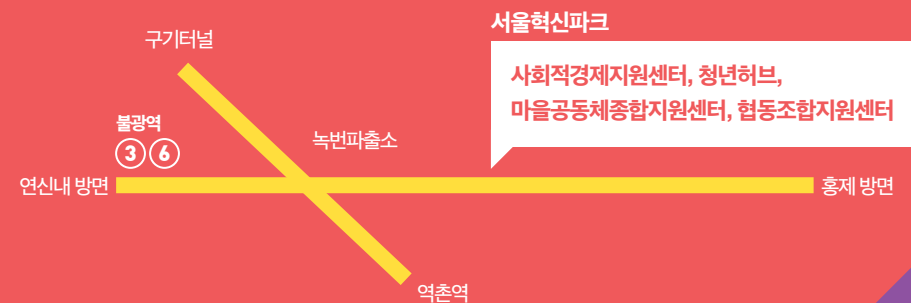 서울혁신파크
사회적경제지원센터, 청년허브,
마을공동체종합지원센터, 협동조합지원센터
구기터널
불광역
3 6
녹번파출소
연신내 방면
홍제 방면
역촌역